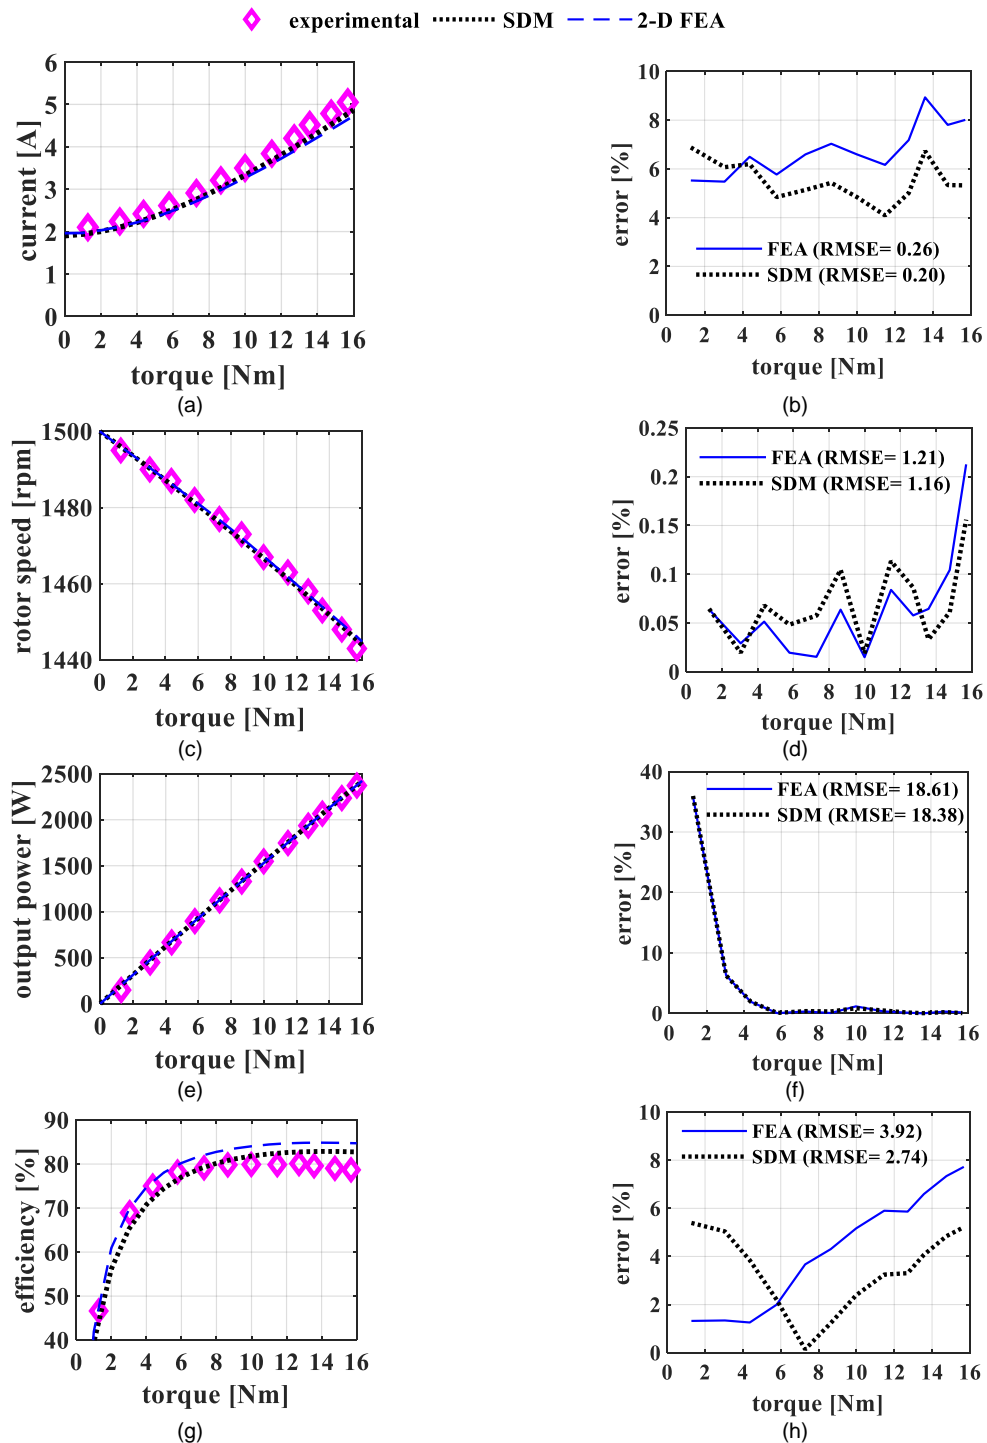 experimental SDM 2-D FEA
6
5
4
3
2
1
0
current [A]
0 2 4 6 8 10 12 14 16
torque [Nm]
(a)
10
8
6
4
2
0
error [%]
FEA (RMSE= 0.26)
SDM (RMSE= 0.20)
0 2 4 6 8 10 12 14 16
torque [Nm]
(b)
1500
1480
1460
1440
rotor speed [rpm]
0 2 4 6 8 10 12 14 16
torque [Nm]
(c)
0.25
0.2
0.15
0.1
0.05
0
error [%]
FEA (RMSE= 1.21)
SDM (RMSE= 1.16)
0 2 4 6 8 10 12 14 16
torque [Nm]
(d)
2500
2000
1500
1000
500
0
output power [W]
0 2 4 6 8 10 12 14 16
torque [Nm]
(e)
40
30
20
10
0
error [%]
FEA (RMSE= 18.61)
SDM (RMSE= 18.38)
0 2 4 6 8 10 12 14 16
torque [Nm]
(f)
90
80
70
60
50
40
efficiency [%]
0 2 4 6 8 10 12 14 16
torque [Nm]
(g)
10
8
6
4
2
0
error [%]
FEA (RMSE= 3.92)
SDM (RMSE= 2.74)
0 2 4 6 8 10 12 14 16
torque [Nm]
(h)